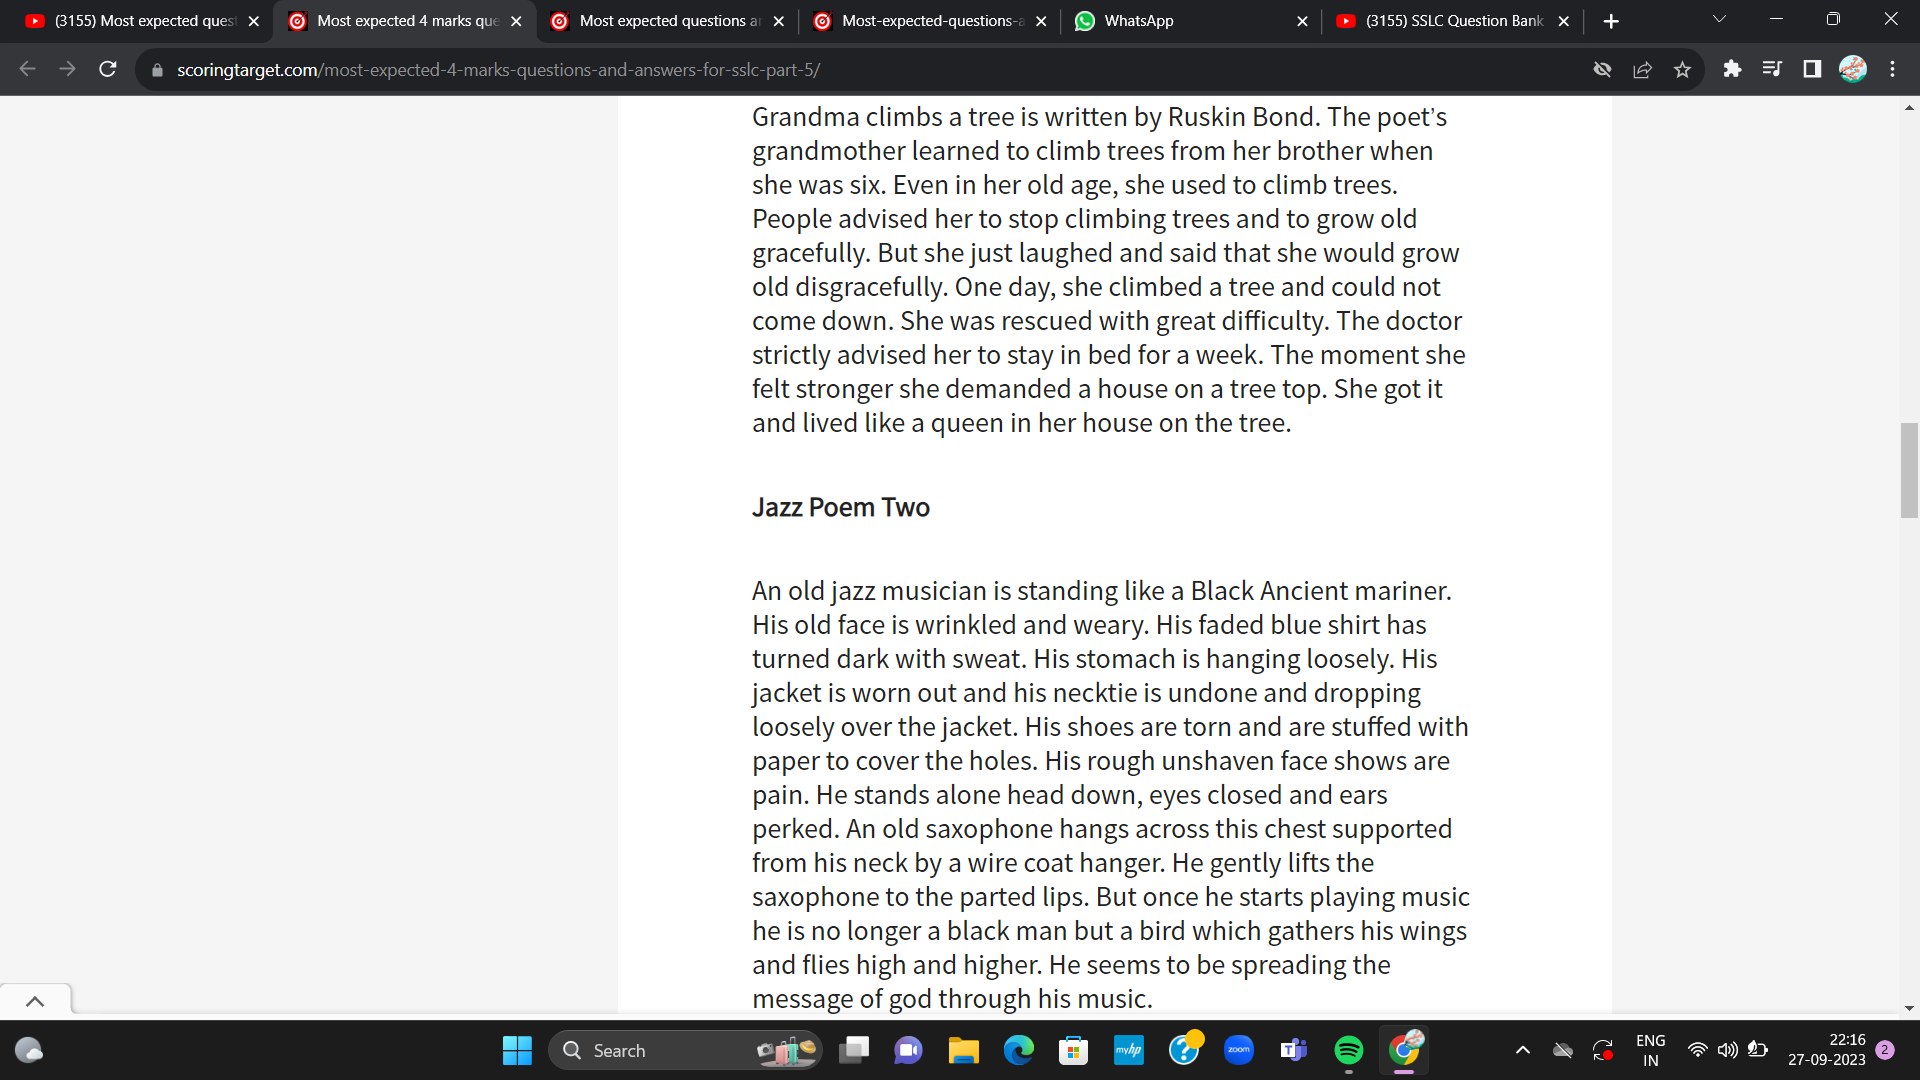 (3155) Most expected quest
Most expected 4 marks que
Most expected questions ar
Most-expected-questions-a
WhatsApp
(3155) SSLC Question Bank
scoringtarget.com/most-expected-4-marks-questions-and-answers-for-sslc-part-5/
Grandma climbs a tree is written by Ruskin Bond. The poet’s
grandmother learned to climb trees from her brother when
she was six. Even in her old age, she used to climb trees.
People advised her to stop climbing trees and to grow old
gracefully. But she just laughed and said that she would grow
old disgracefully. One day, she climbed a tree and could not
come down. She was rescued with great difficulty. The doctor
strictly advised her to stay in bed for a week. The moment she
felt stronger she demanded a house on a tree top. She got it
and lived like a queen in her house on the tree.
Jazz Poem Two
An old jazz musician is standing like a Black Ancient mariner.
His old face is wrinkled and weary. His faded blue shirt has
turned dark with sweat. His stomach is hanging loosely. His
jacket is worn out and his necktie is undone and dropping
loosely over the jacket. His shoes are torn and are stuffed with
paper to cover the holes. His rough unshaven face shows are
pain. He stands alone head down, eyes closed and ears
perked. An old saxophone hangs across this chest supported
from his neck by a wire coat hanger. He gently lifts the
saxophone to the parted lips. But once he starts playing music
he is no longer a black man but a bird which gathers his wings
and flies high and higher. He seems to be spreading the
message of god through his music.
Search
myhp
zoom
ENG
IN
22:16
27-09-2023
2